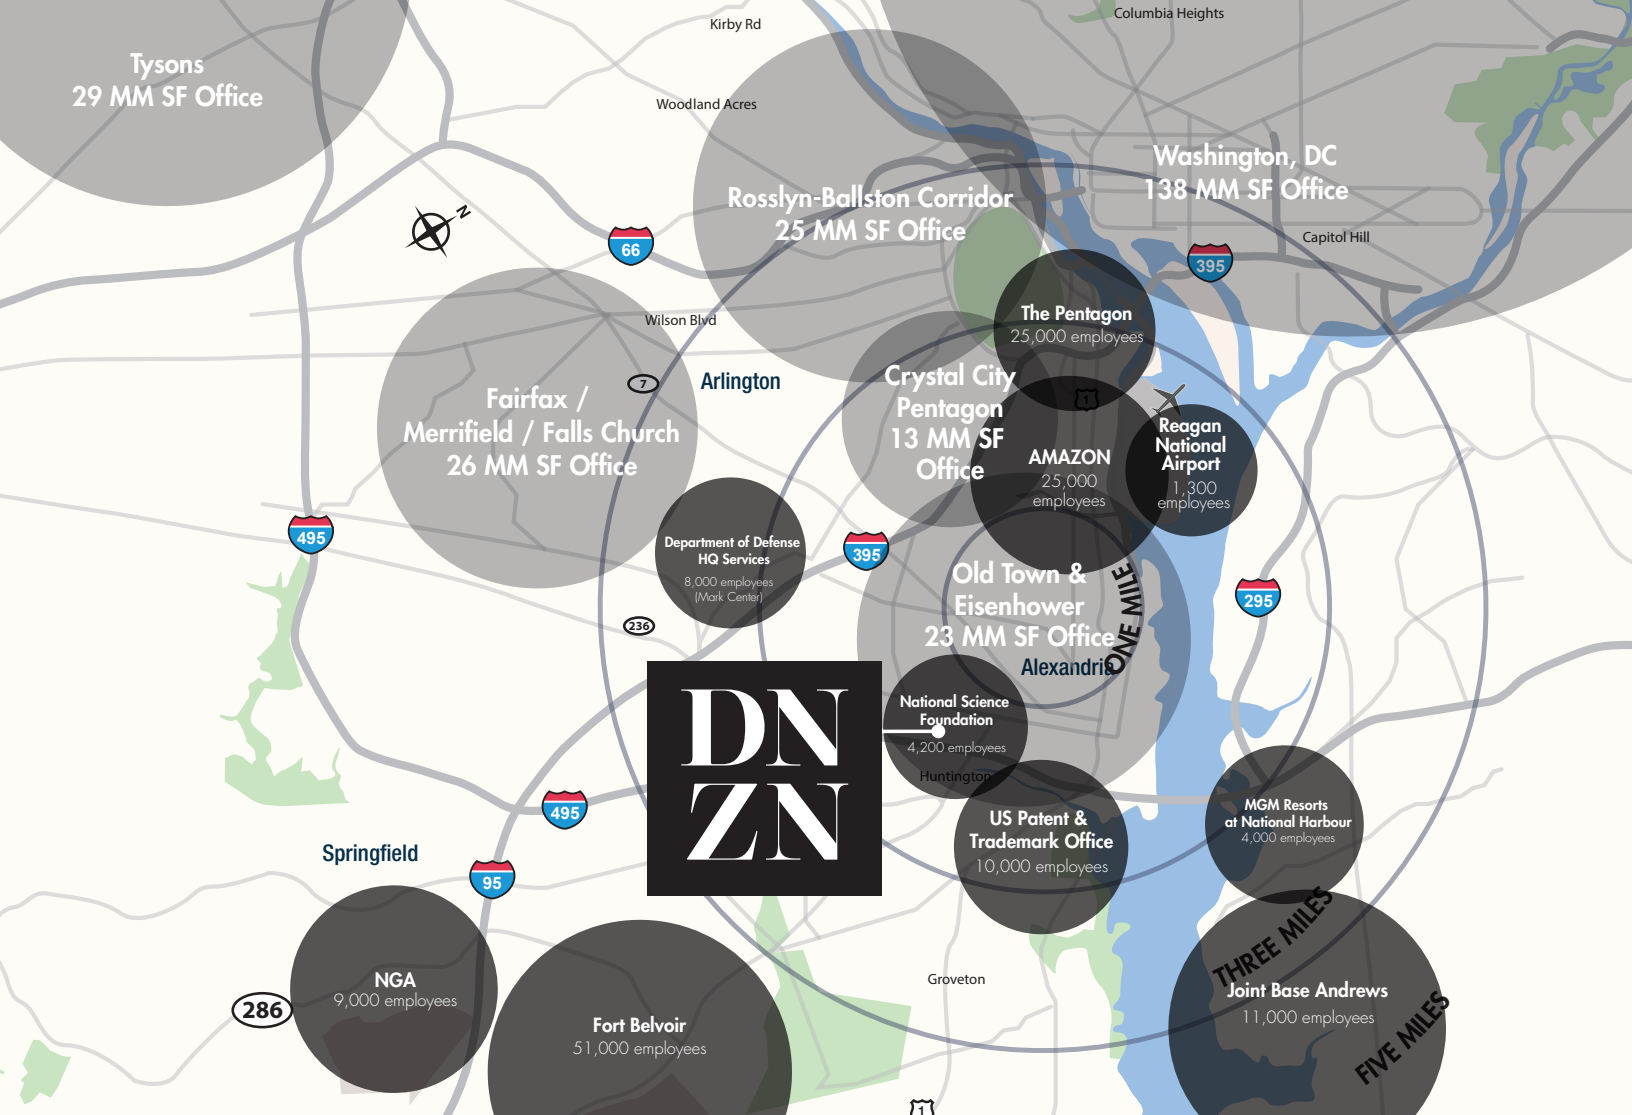 Kirby Rd
Columbia Heights
Tysons
29 MM SF Office
Woodland Acres
Washington, DC
138 MM SF Office
Rosslyn-Ballston Corridor
25 MM SF Office
N
66
Capitol Hill
395
The Pentagon
25,000 employees
Wilson Blvd
7
Arlington
Crystal City
Pentagon
13 MM SF
Office
1
Fairfax /
Merrifield / Falls Church
26 MM SF Office
AMAZON
25,000
employees
Reagan
National
Airport
1,300
employees
495
Department of Defense
HQ Services
8,000 employees
(Mark Center)
395
Old Town &
Eisenhower
23 MM SF Office
ONE MILE
295
236
Alexandria
DN
ZN
National Science
Foundation
4,200 employees
Huntington
495
US Patent &
Trademark Office
10,000 employees
MGM Resorts
at National Harbour
4,000 employees
Springfield
95
THREE MILES
NGA
9,000 employees
286
Groveton
Joint Base Andrews
11,000 employees
FIVE MILES
Fort Belvoir
51,000 employees
1